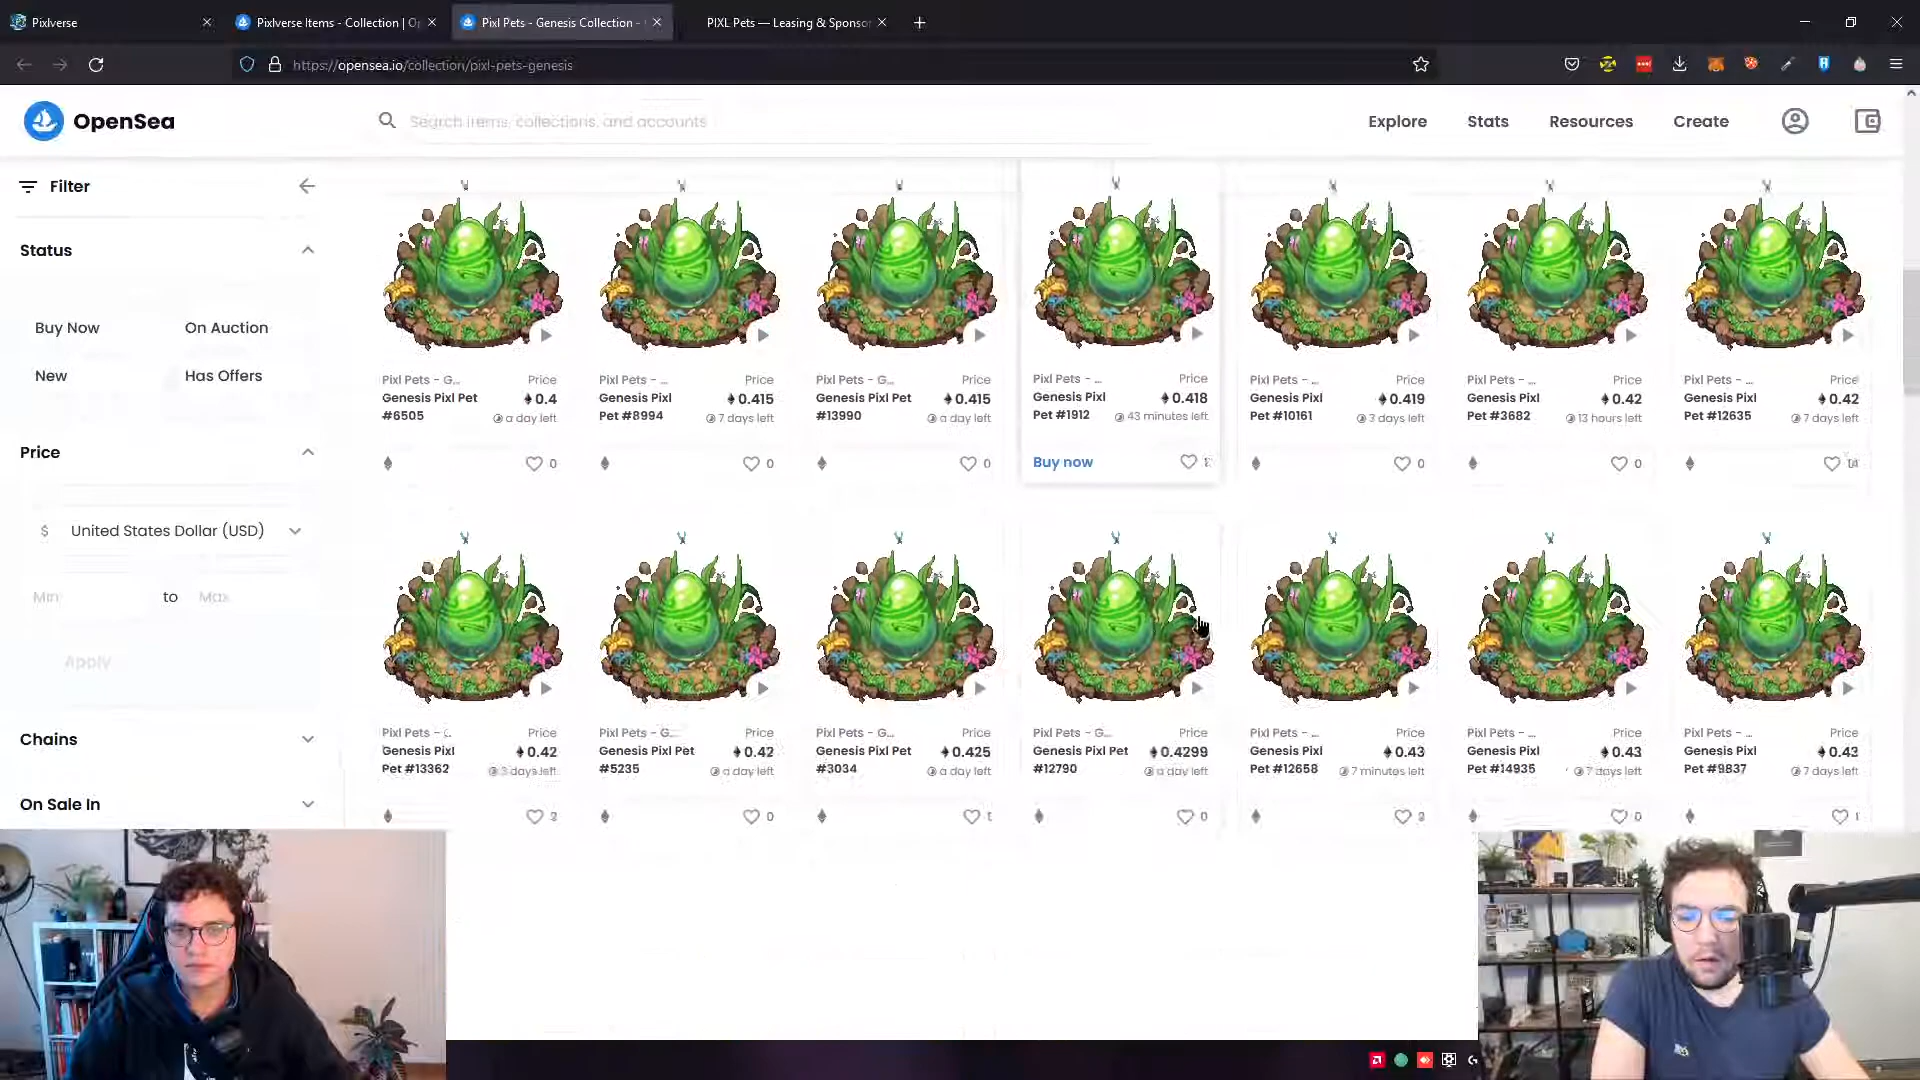 Pixlverse
Pixlverse Items - Collection | Op
Pixl Pets - Genesis Collection -
PIXL Pets — Leasing & Sponsor
https://opensea.io/collection/pixl-pets-genesis
OpenSea
Search items, collections, and accounts
Explore
Stats
Resources
Create
Filter
Status
Buy Now
On Auction
New
Has Offers
Price
$ United States Dollar (USD)
Min
to
Max
Apply
Chains
On Sale In
Pixl Pets - G... Price
Genesis Pixl Pet 0.4
#6505 a day left
0
Pixl Pets - ... Price
Genesis Pixl 0.415
Pet #8994 7 days left
0
Pixl Pets - G... Price
Genesis Pixl Pet 0.415
#13990 a day left
0
Pixl Pets - ... Price
Genesis Pixl 0.418
Pet #1912 43 minutes left
Buy now
Pixl Pets - ... Price
Genesis Pixl 0.419
Pet #10161 3 days left
0
Pixl Pets - ... Price
Genesis Pixl 0.42
Pet #3682 13 hours left
0
Pixl Pets - ... Price
Genesis Pixl 0.42
Pet #12635 7 days left
Pixl Pets - ... Price
Genesis Pixl 0.42
Pet #13362 3 days left
2
Pixl Pets - G... Price
Genesis Pixl Pet 0.42
#5235 a day left
0
Pixl Pets - G... Price
Genesis Pixl Pet 0.425
#3034 a day left
1
Pixl Pets - G... Price
Genesis Pixl Pet 0.4299
#12790 a day left
0
Pixl Pets - ... Price
Genesis Pixl 0.43
Pet #12658 7 minutes left
2
Pixl Pets - ... Price
Genesis Pixl 0.43
Pet #14935 7 days left
0
Pixl Pets - ... Price
Genesis Pixl 0.43
Pet #9837 7 days left
1